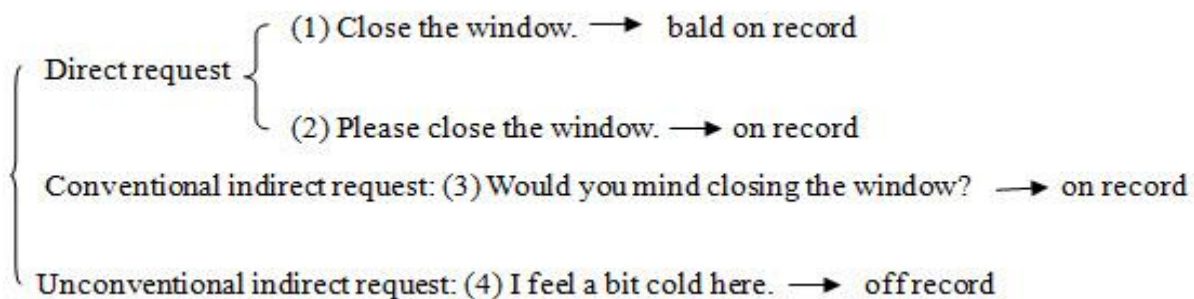 (1) Close the window. → bald on record
Direct request
(2) Please close the window. → on record
Conventional indirect request: (3) Would you mind closing the window? → on record
Unconventional indirect request: (4) I feel a bit cold here. → off record